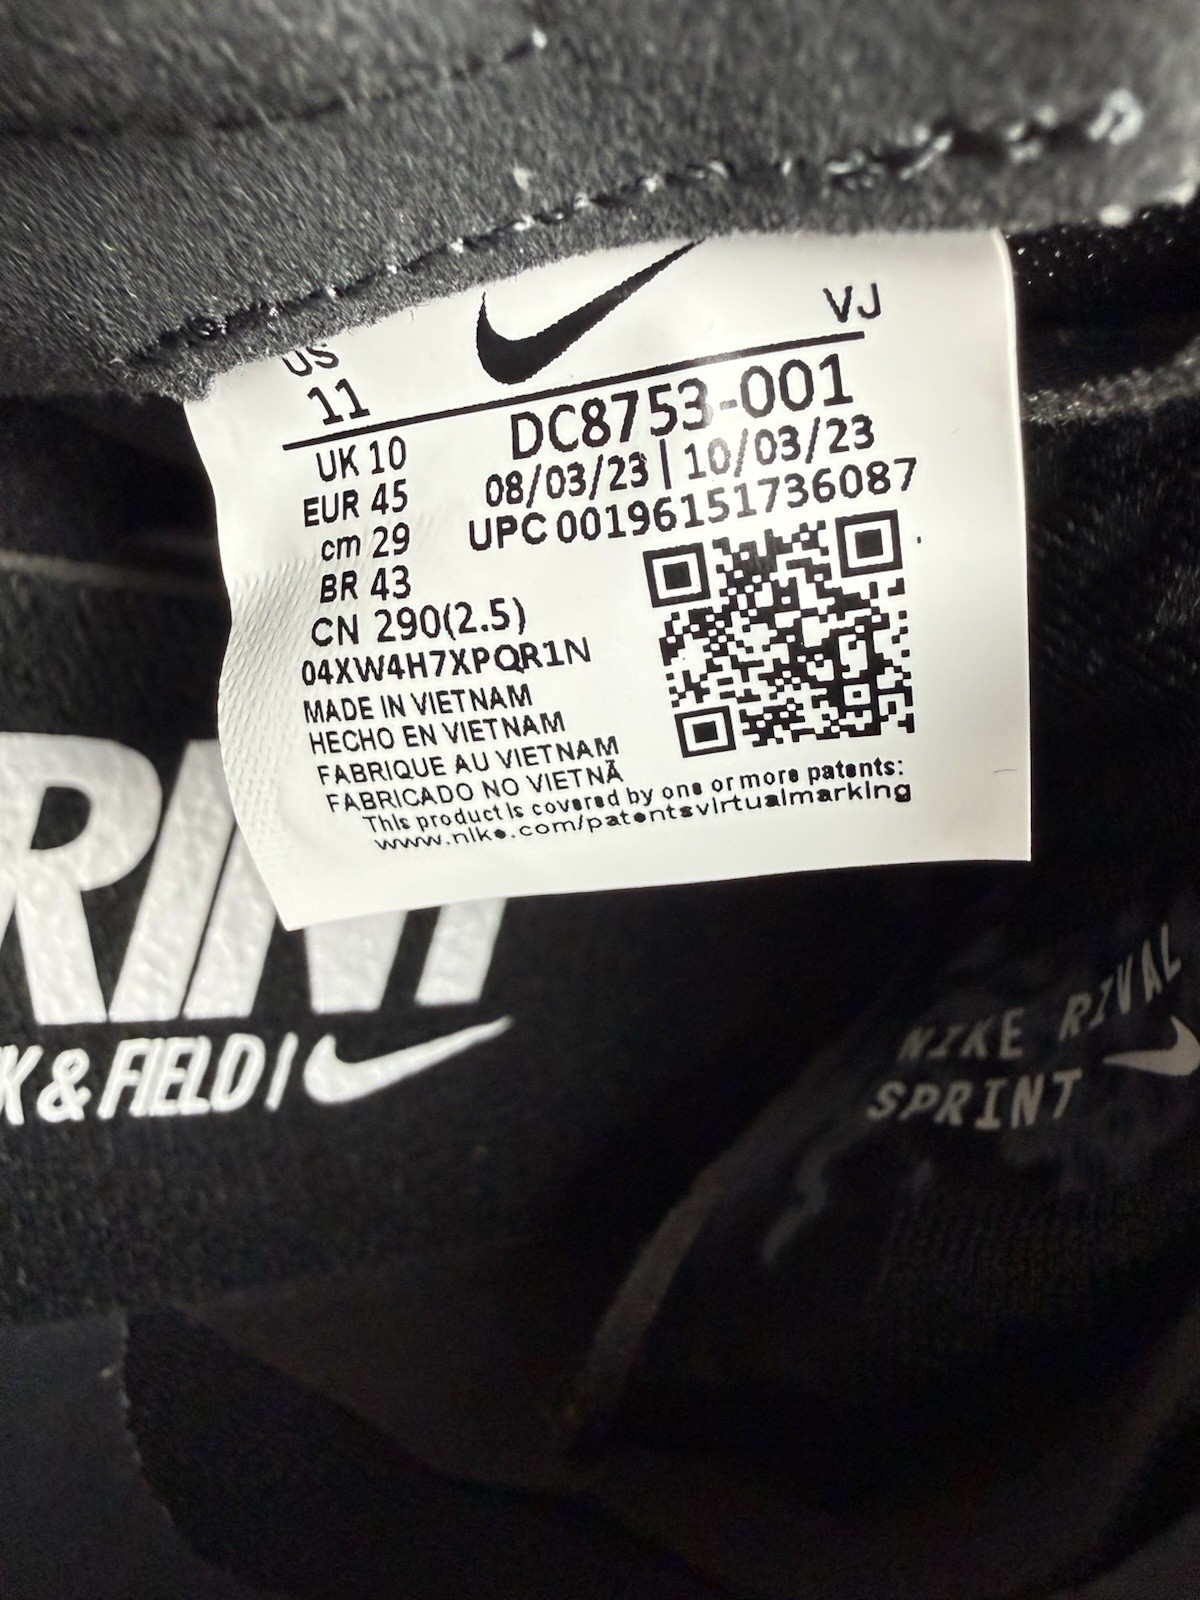 US
11
VJ
DC8753-001
08/03/23 | 10/03/23
UPC 00196151736087
UK 10
EUR 45
cm 29
BR 43
CN 290(2.5)
04XW4H7XPQR1N
MADE IN VIETNAM
HECHO EN VIETNAM
FABRIQUE AU VIETNAM
FABRICADO NO VIETNÃ
This product is covered by one or more patents:
www.nike.com/patentsvirtualmarking
RINT
K & FIELD /
NIKE RIVAL
SPRINT